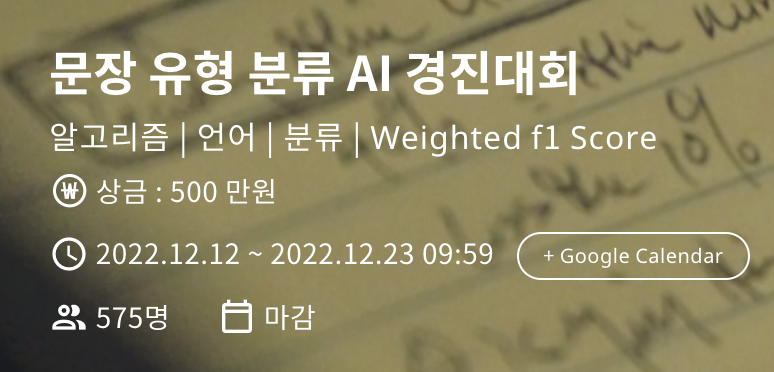 문장 유형 분류 AI 경진대회
알고리즘 | 언어 | 분류 | Weighted f1 Score
₩ 상금 : 500 만원
2022.12.12 ~ 2022.12.23 09:59 + Google Calendar
575명 마감
10%